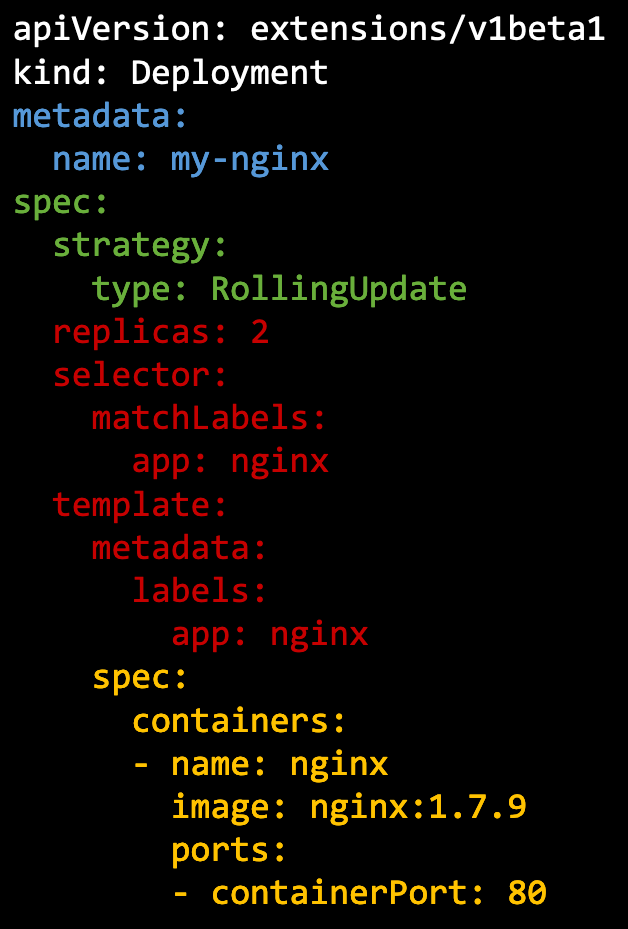 apiVersion: extensions/v1beta1
kind: Deployment
metadata:
  name: my-nginx
spec:
  strategy:
    type: RollingUpdate
  replicas: 2
  selector:
    matchLabels:
      app: nginx
  template:
    metadata:
      labels:
        app: nginx
    spec:
      containers:
      - name: nginx
        image: nginx:1.7.9
        ports:
        - containerPort: 80